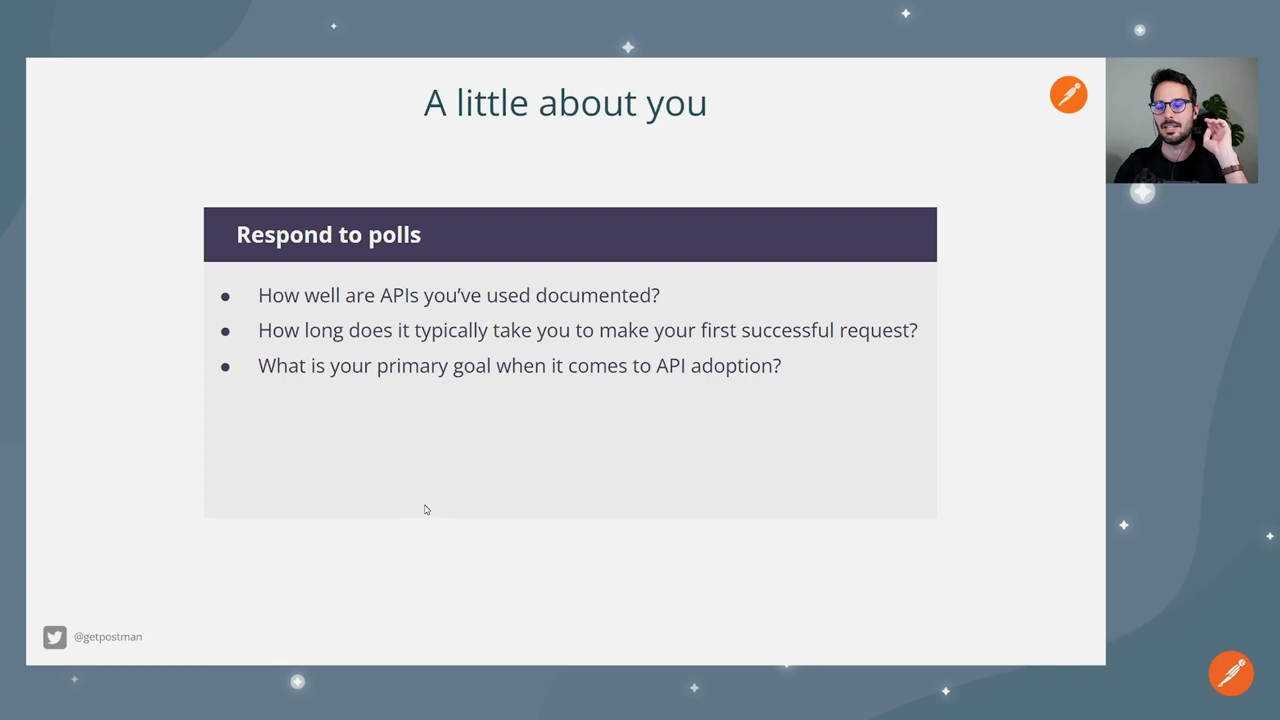 A little about you
Respond to polls
● How well are APIs you’ve used documented?
● How long does it typically take you to make your first successful request?
● What is your primary goal when it comes to API adoption?
@getpostman